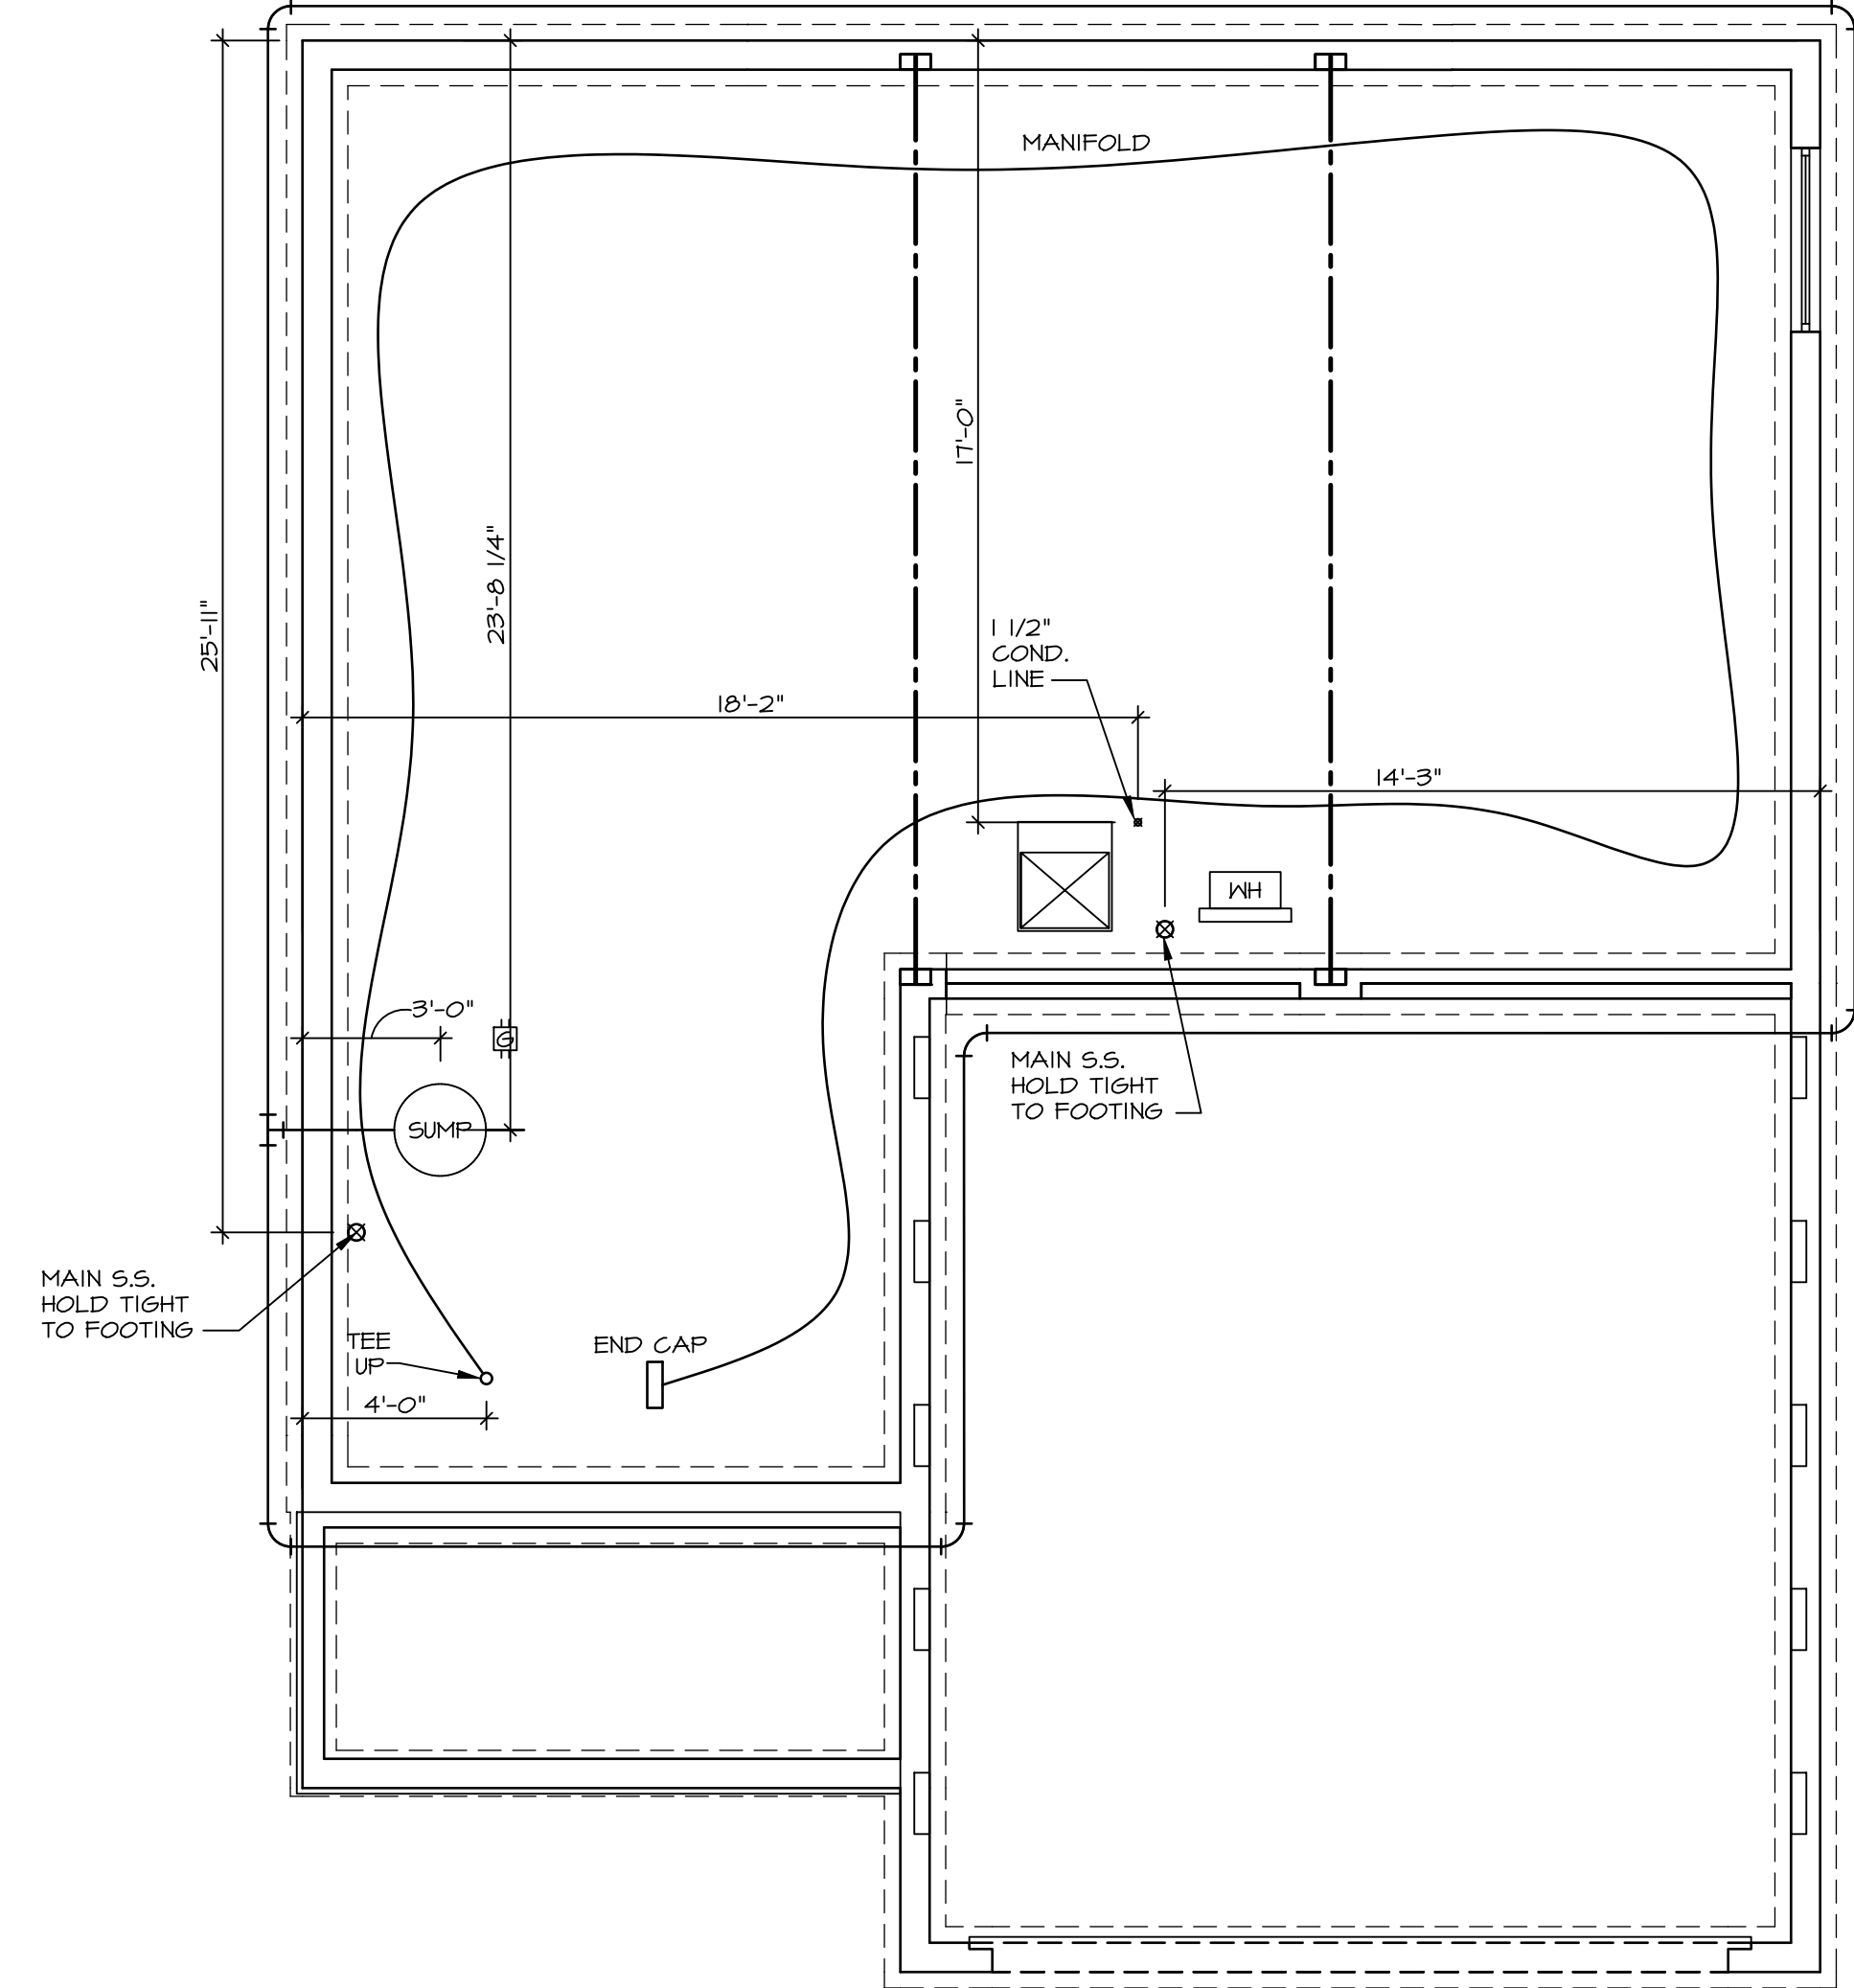 MANIFOLD
17'-0"
23'-8 1/4"
25'-11"
1 1/2"
COND.
LINE
18'-2"
14'-3"
WH
3'-0"
G
MAIN S.S.
HOLD TIGHT
TO FOOTING
SUMP
MAIN S.S.
HOLD TIGHT
TO FOOTING
TEE
UP
END CAP
4'-0"